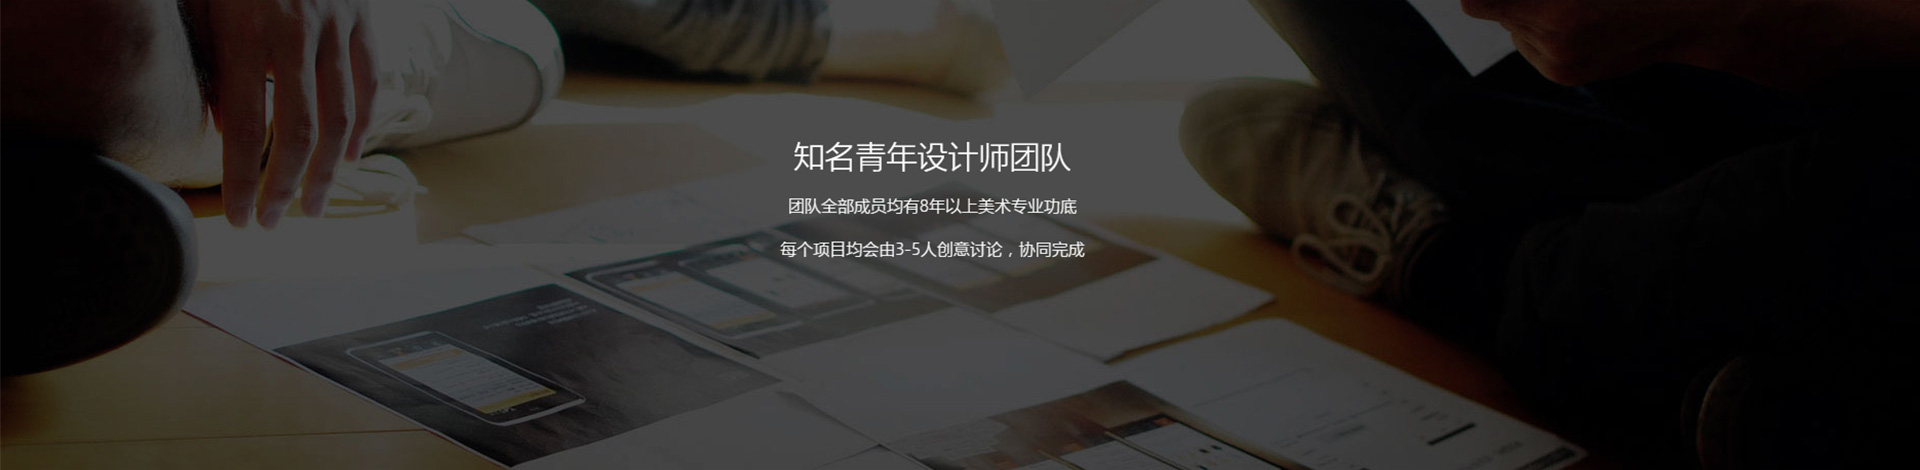 知名青年设计师团队
团队全部成员均有8年以上美术专业功底
每个项目均会由3-5人创意讨论，协同完成